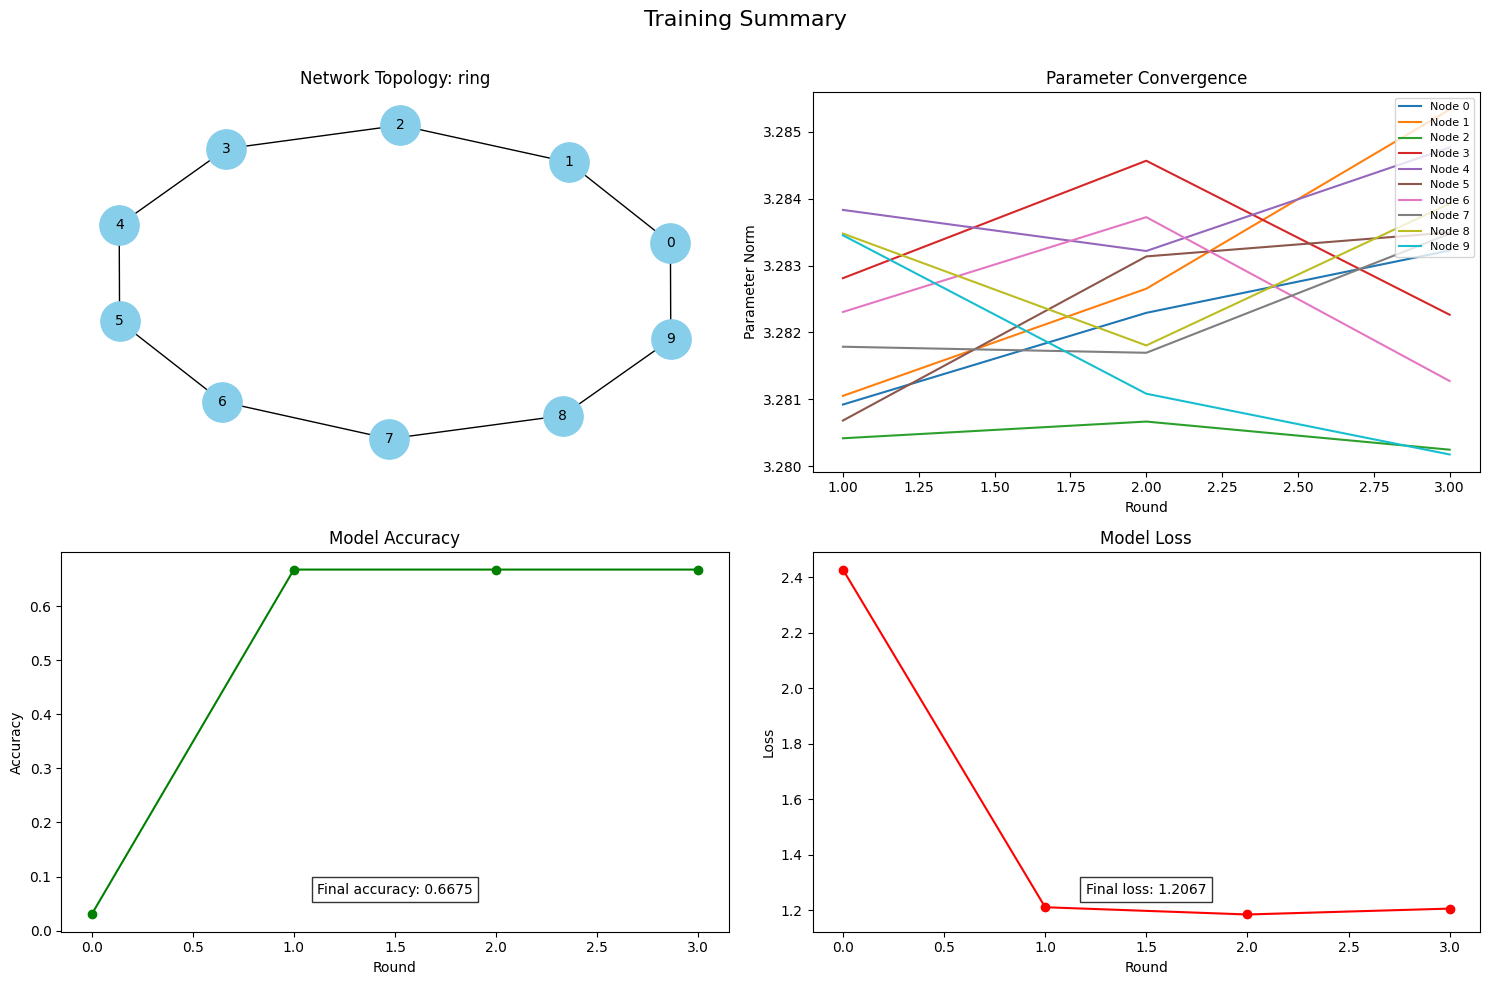 Training Summary
Network Topology: ring
2
3
1
4
0
5
9
6
8
7
Parameter Convergence
Parameter Norm
3.285
3.284
3.283
3.282
3.281
3.280
Node 0
Node 1
Node 2
Node 3
Node 4
Node 5
Node 6
Node 7
Node 8
Node 9
1.00 1.25 1.50 1.75 2.00 2.25 2.50 2.75 3.00
Round
Model Accuracy
Accuracy
0.6
0.5
0.4
0.3
0.2
0.1
0.0
Final accuracy: 0.6675
0.0 0.5 1.0 1.5 2.0 2.5 3.0
Round
Model Loss
Loss
2.4
2.2
2.0
1.8
1.6
1.4
1.2
Final loss: 1.2067
0.0 0.5 1.0 1.5 2.0 2.5 3.0
Round